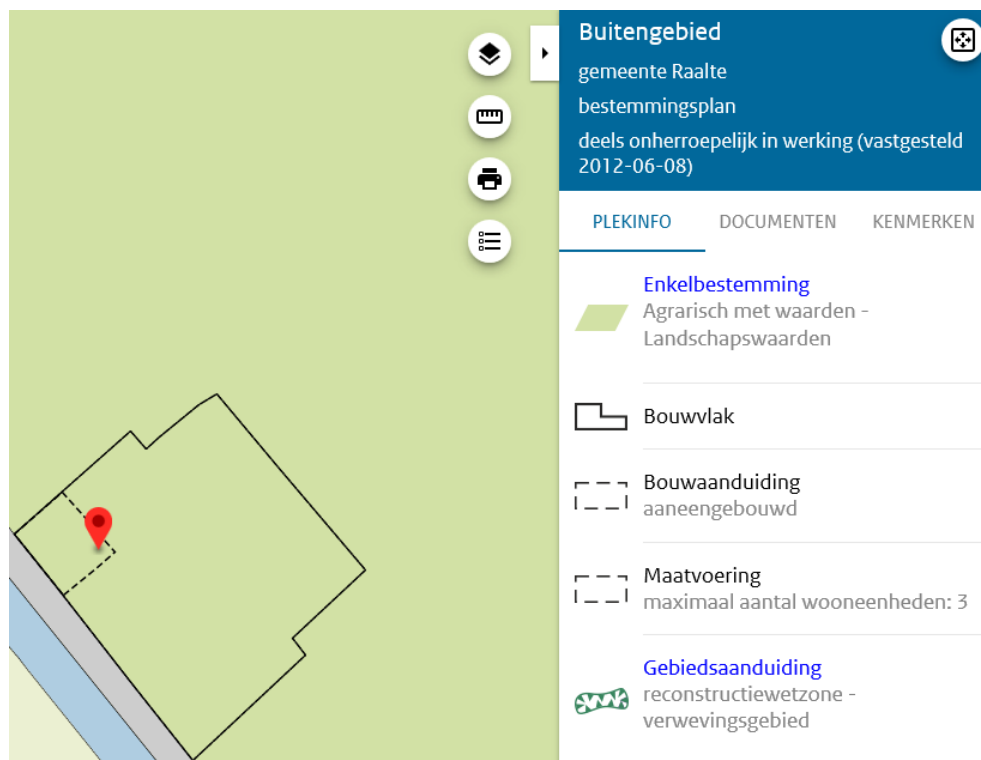 Buitengebied
gemeente Raalte
bestemmingsplan
deels onherroepelijk in werking (vastgesteld
2012-06-08)
PLEKINFO DOCUMENTEN KENMERKEN
Enkelbestemming
Agrarisch met waarden -
Landschapswaarden
Bouwvlak
Bouwaanduiding
aaneengebouwd
Maatvoering
maximaal aantal wooneenheden: 3
Gebiedsaanduiding
reconstructiewetzone -
verwevingsgebied